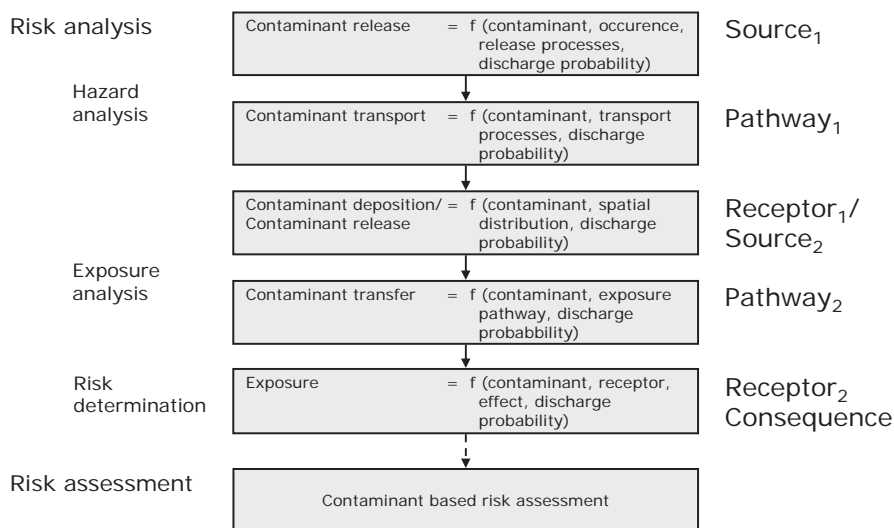 Risk analysis
Contaminant release = f (contaminant, occurence,
release processes,
discharge probability)
Source₁
Hazard
analysis
Contaminant transport = f (contaminant, transport
processes, discharge
probability)
Pathway₁
Contaminant deposition/ = f (contaminant, spatial
Contaminant release distribution, discharge
probability)
Receptor₁/
Source₂
Exposure
analysis
Contaminant transfer = f (contaminant, exposure
pathway, discharge
probabbility)
Pathway₂
Risk
determination
Exposure = f (contaminant, receptor,
effect, discharge
probability)
Receptor₂
Consequence
Risk assessment
Contaminant based risk assessment